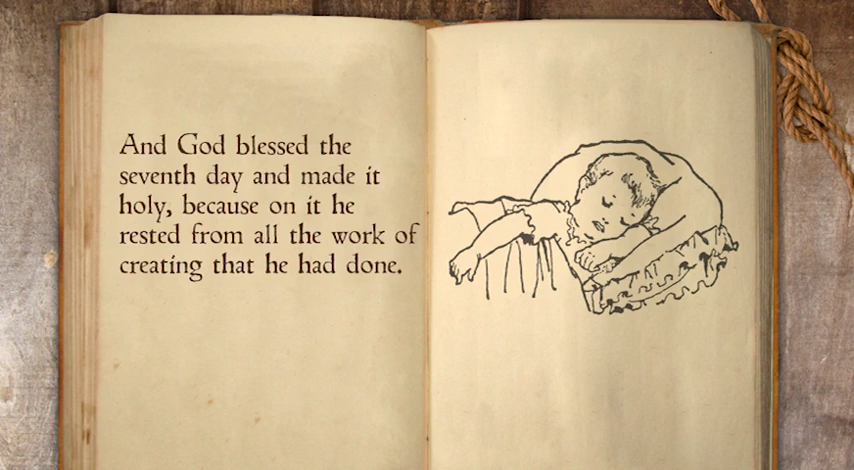 And God blessed the
seventh day and made it
holy, because on it he
rested from all the work of
creating that he had done.